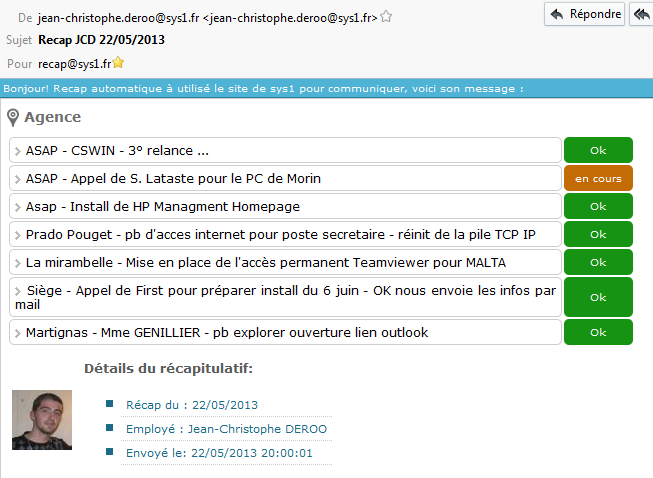 De jean-christophe.deroo@sys1.fr <jean-christophe.deroo@sys1.fr>
Répondre
Sujet Recap JCD 22/05/2013
Pour recap@sys1.fr
Bonjour! Recap automatique à utilisé le site de sys1 pour communiquer, voici son message :
Agence
ASAP - CSWIN - 3° relance ... Ok
ASAP - Appel de S. Lataste pour le PC de Morin en cours
Asap - Install de HP Managment Homepage Ok
Prado Pouget - pb d'acces internet pour poste secretaire - réinit de la pile TCP IP Ok
La mirambelle - Mise en place de l'accès permanent Teamviewer pour MALTA Ok
Siège - Appel de First pour préparer install du 6 juin - OK nous envoie les infos par
mail Ok
Martignas - Mme GENILLIER - pb explorer ouverture lien outlook Ok
Détails du récapitulatif:
Récap du : 22/05/2013
Employé : Jean-Christophe DEROO
Envoyé le: 22/05/2013 20:00:01